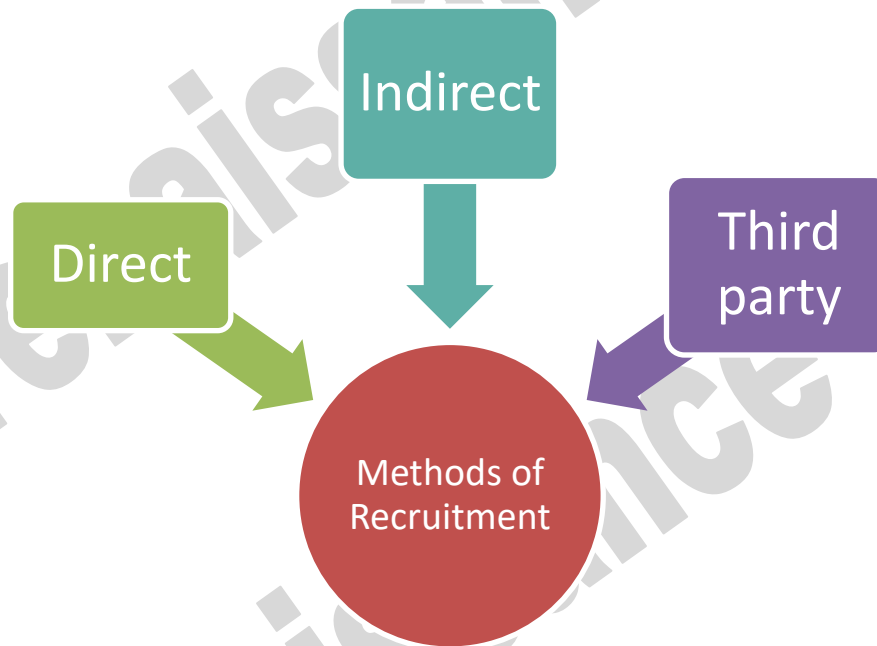 Indirect
Direct
Third
party
Methods of
Recruitment